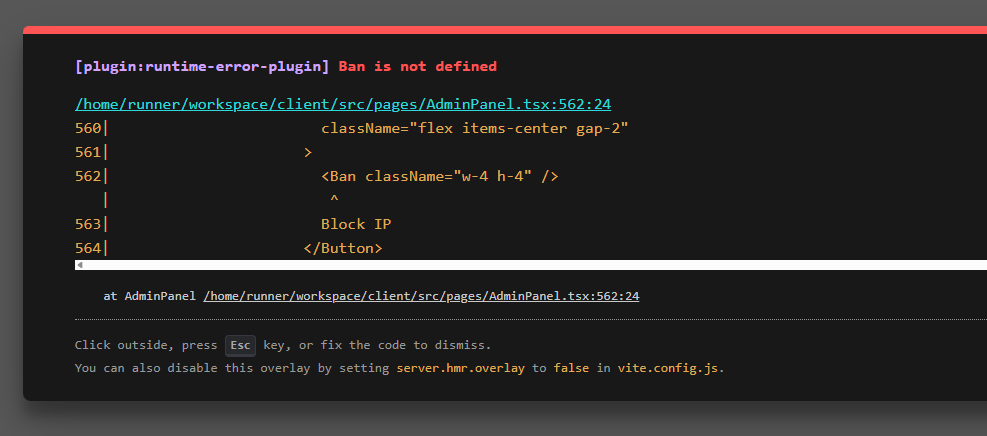 [plugin:runtime-error-plugin] Ban is not defined
/home/runner/workspace/client/src/pages/AdminPanel.tsx:562:24
560|                        className="flex items-center gap-2"
561|                      >
562|                        <Ban className="w-4 h-4" />
   |                         ^
563|                        Block IP
564|                      </Button>
at AdminPanel /home/runner/workspace/client/src/pages/AdminPanel.tsx:562:24
Click outside, press Esc key, or fix the code to dismiss.
You can also disable this overlay by setting server.hmr.overlay to false in vite.config.js.